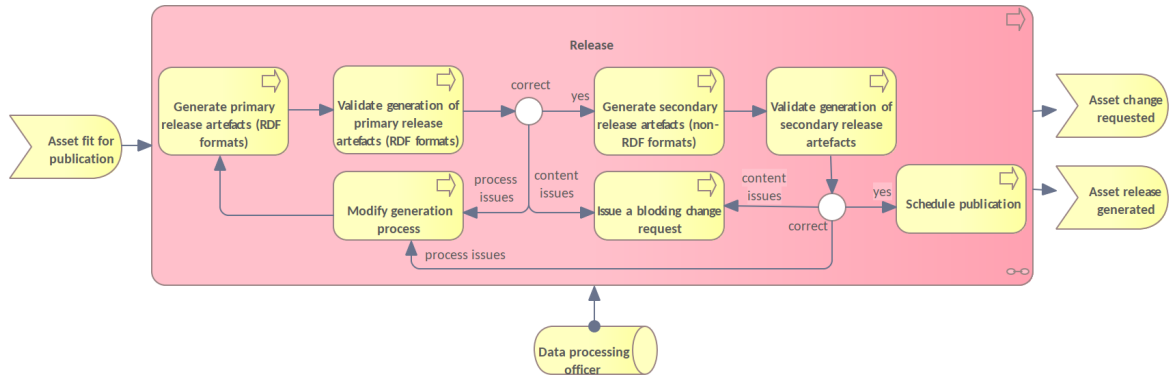 Release
Generate primary
release artefacts (RDF
formats)
Validate generation of
primary release
artefacts (RDF formats)
correct
yes
Generate secondary
release artefacts (non-
RDF formats)
Validate generation of
secondary release
artefacts
Asset fit for
publication
Asset change
requested
Modify generation
process
process
issues
content
issues
Issue a blocking change
request
content
issues
correct
yes
Schedule publication
Asset release
generated
process issues
Data processing
officer